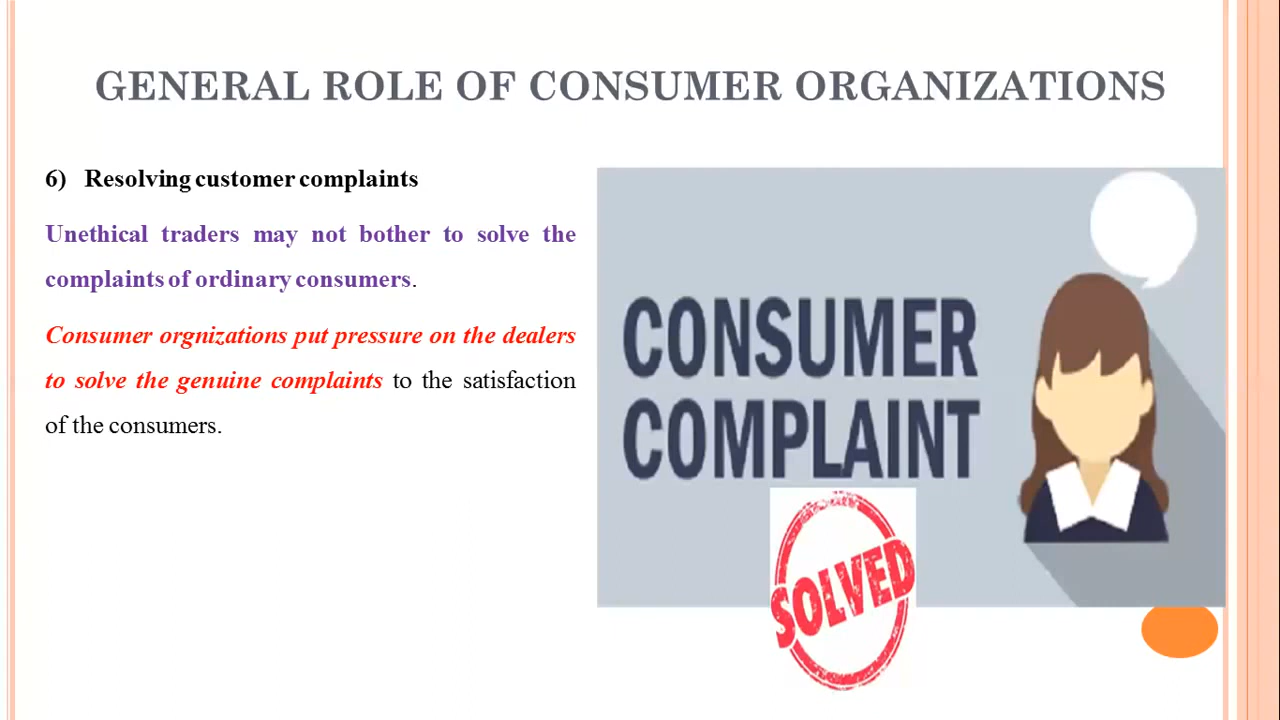 GENERAL ROLE OF CONSUMER ORGANIZATIONS
6) Resolving customer complaints
Unethical traders may not bother to solve the
complaints of ordinary consumers.
Consumer orgnizations put pressure on the dealers
to solve the genuine complaints to the satisfaction
of the consumers.
CONSUMER
COMPLAINT
SOLVED